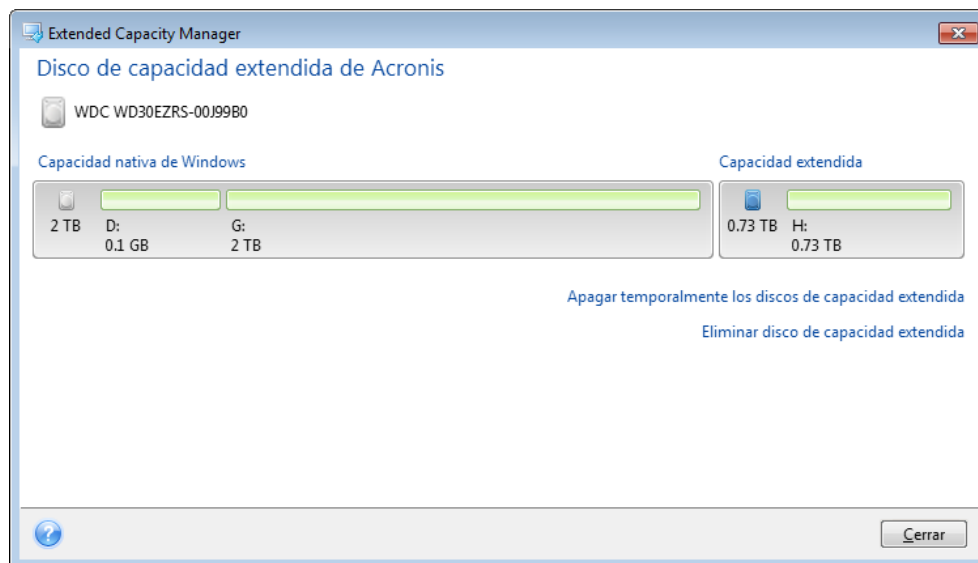 Extended Capacity Manager
Disco de capacidad extendida de Acronis
WDC WD30EZRS-00J99B0
Capacidad nativa de Windows
Capacidad extendida
2 TB
D:
0.1 GB
G:
2 TB
0.73 TB
H:
0.73 TB
Apagar temporalmente los discos de capacidad extendida
Eliminar disco de capacidad extendida
?
Cerrar